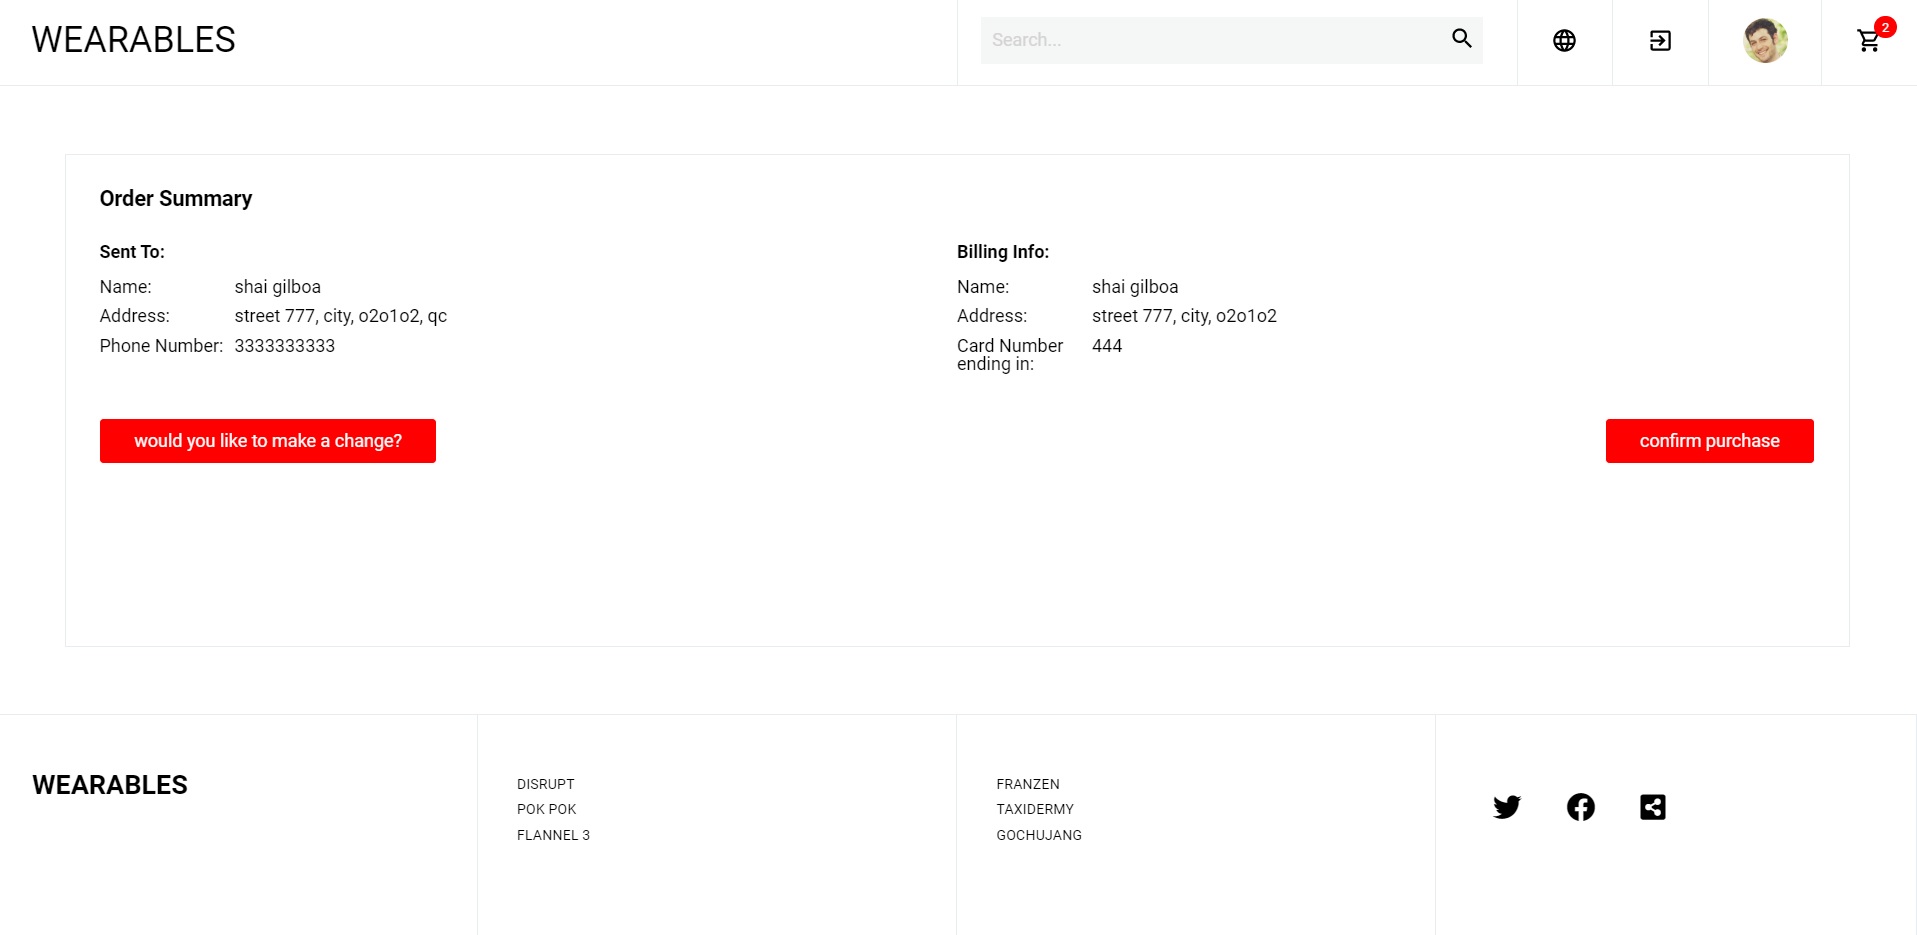 WEARABLES
Search...
2
Order Summary
Sent To:
Name: shai gilboa
Address: street 777, city, o2o1o2, qc
Phone Number: 3333333333
Billing Info:
Name: shai gilboa
Address: street 777, city, o2o1o2
Card Number 444
ending in:
would you like to make a change?
confirm purchase
WEARABLES
DISRUPT
POK POK
FLANNEL 3
FRANZEN
TAXIDERMY
GOCHUJANG